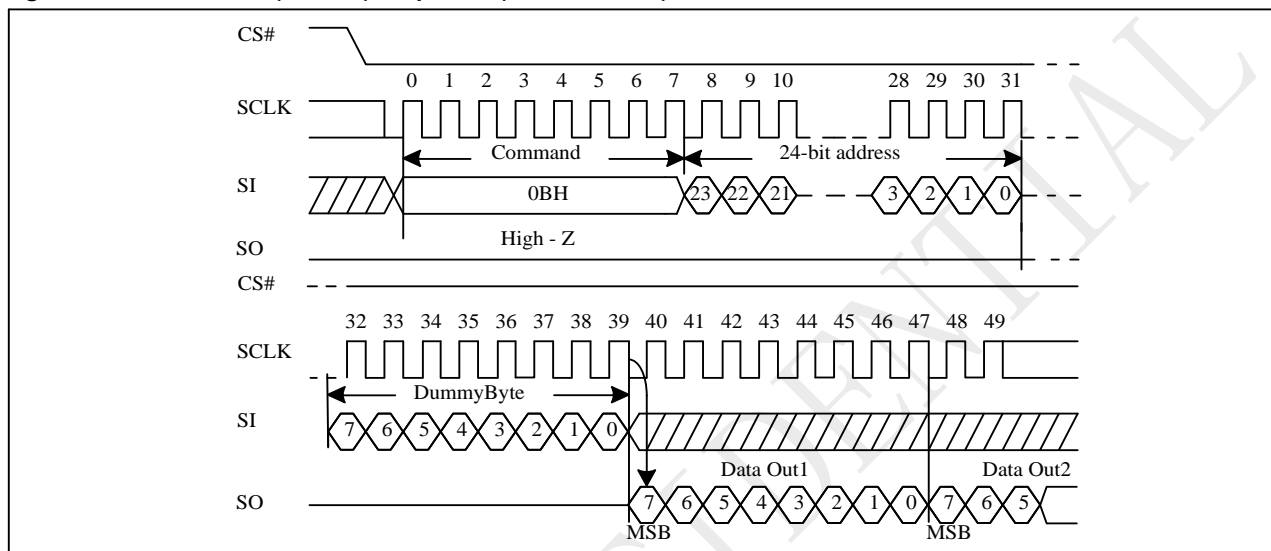 CS#
0 1 2 3 4 5 6 7 8 9 10 28 29 30 31
SCLK
Command 24-bit address
SI 0BH 23 22 21 3 2 1 0
High - Z
SO
CS#
32 33 34 35 36 37 38 39 40 41 42 43 44 45 46 47 48 49
SCLK
DummyByte
SI 7 6 5 4 3 2 1 0
Data Out1 Data Out2
SO 7 6 5 4 3 2 1 0 7 6 5
MSB MSB